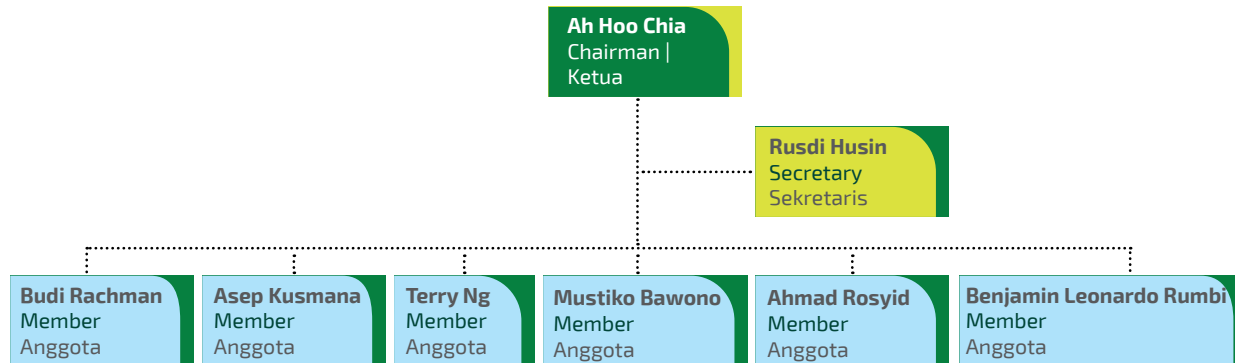 Ah Hoo Chia
Chairman |
Ketua
Rusdi Husin
Secretary
Sekretaris
Budi Rachman
Member
Anggota
Asep Kusmana
Member
Anggota
Terry Ng
Member
Anggota
Mustiko Bawono
Member
Anggota
Ahmad Rosyid
Member
Anggota
Benjamin Leonardo Rumbi
Member
Anggota